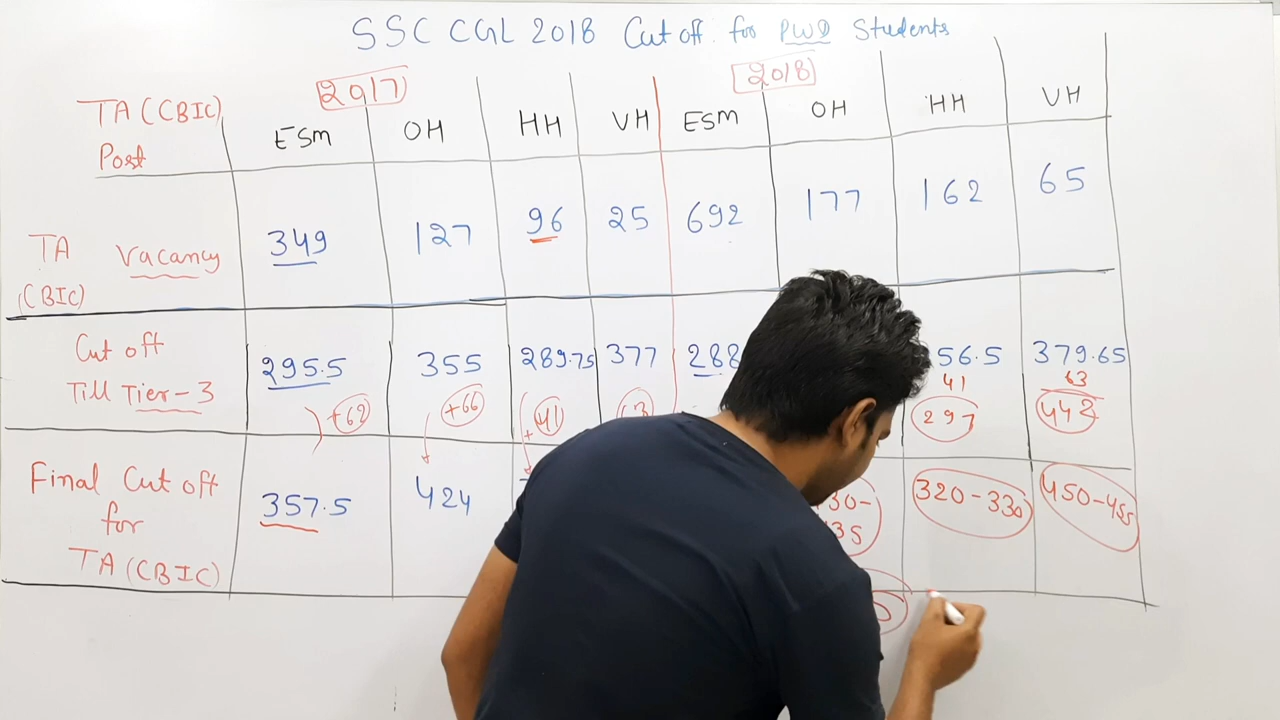 SSC CGL 2018 Cut off for PWD Students
2017 2018
TA (CBIC) Post ESM OH HH VH ESM OH HH VH
TA (CBIC) Vacancy 349 127 96 25 692 177 162 65
Cut off Till Tier-3 295.5 355 289.75 377 288 56.5 379.65
+62 +66 +41 41 297 63 442
Final Cut off for TA (CBIC) 357.5 424 320-330 450-455